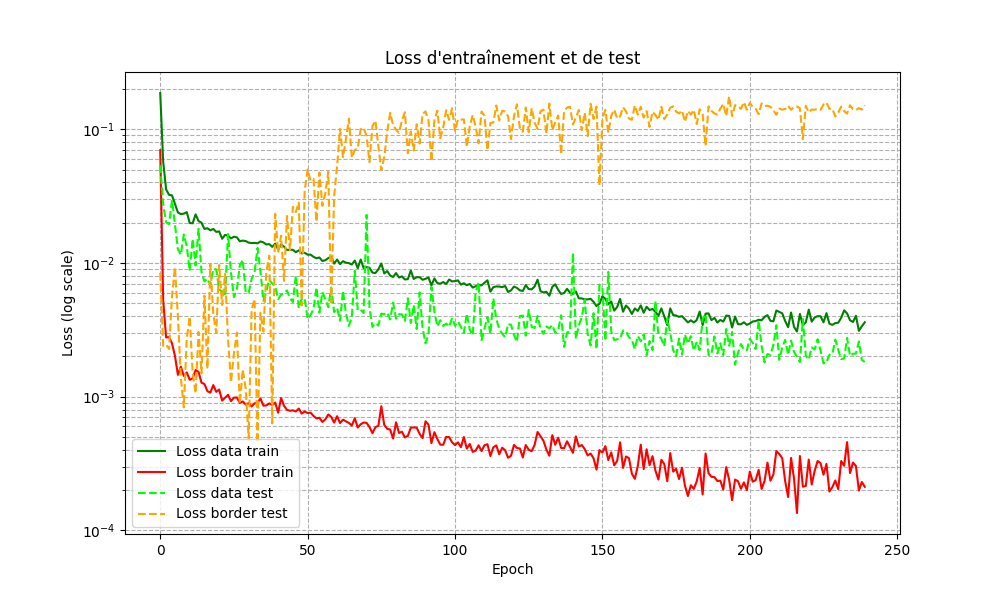 Loss d'entraînement et de test
Loss (log scale)
10⁻¹
10⁻²
10⁻³
10⁻⁴
Loss data train
Loss border train
Loss data test
Loss border test
0 50 100 150 200 250
Epoch